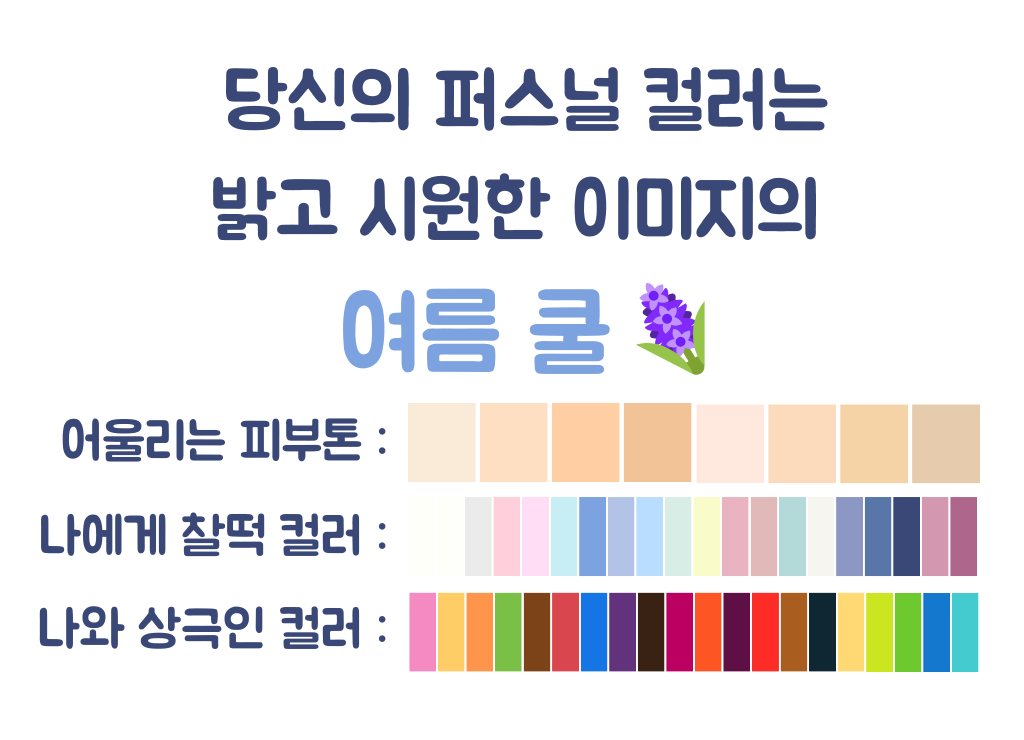 당신의 퍼스널 컬러는
밝고 시원한 이미지의
여름 쿨
어울리는 피부톤 :
나에게 찰떡 컬러 :
나와 상극인 컬러 :